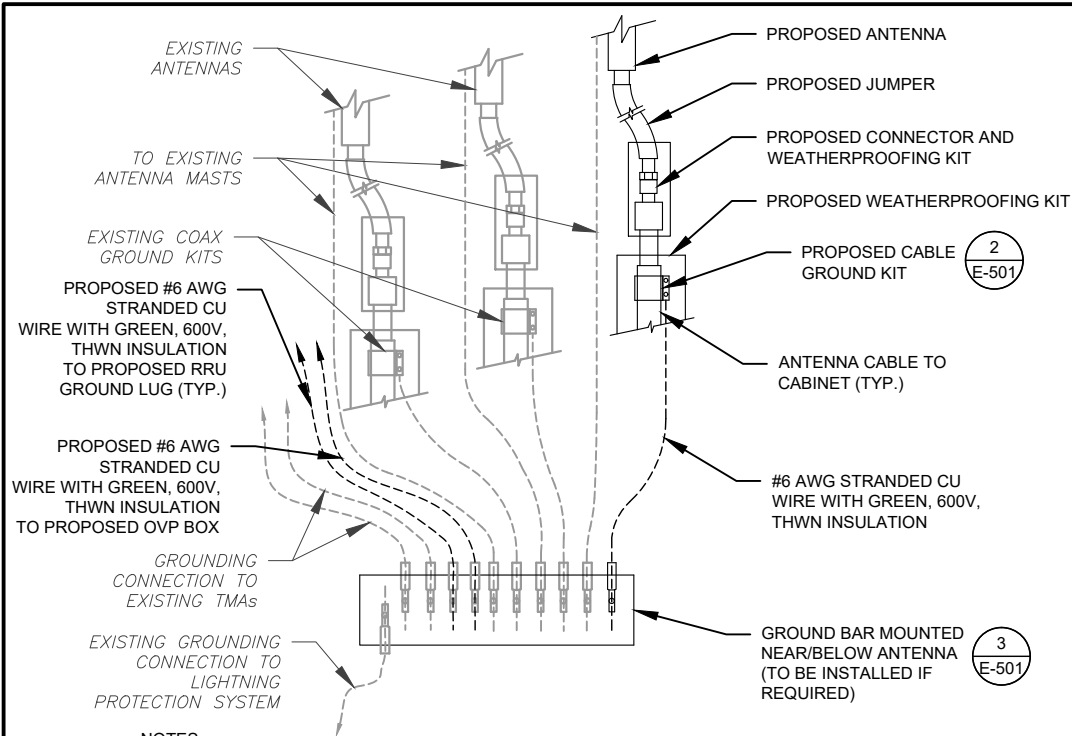 EXISTING
ANTENNAS
TO EXISTING
ANTENNA MASTS
EXISTING COAX
GROUND KITS
PROPOSED #6 AWG
STRANDED CU
WIRE WITH GREEN, 600V,
THWN INSULATION
TO PROPOSED RRU
GROUND LUG (TYP.)
PROPOSED #6 AWG
STRANDED CU
WIRE WITH GREEN, 600V,
THWN INSULATION
TO PROPOSED OVP BOX
GROUNDING
CONNECTION TO
EXISTING TMAs
EXISTING GROUNDING
CONNECTION TO
LIGHTNING
PROTECTION SYSTEM
NOTES
PROPOSED ANTENNA
PROPOSED JUMPER
PROPOSED CONNECTOR AND
WEATHERPROOFING KIT
PROPOSED WEATHERPROOFING KIT
PROPOSED CABLE
GROUND KIT
2
E-501
ANTENNA CABLE TO
CABINET (TYP.)
#6 AWG STRANDED CU
WIRE WITH GREEN, 600V,
THWN INSULATION
GROUND BAR MOUNTED
NEAR/BELOW ANTENNA
(TO BE INSTALLED IF
REQUIRED)
3
E-501